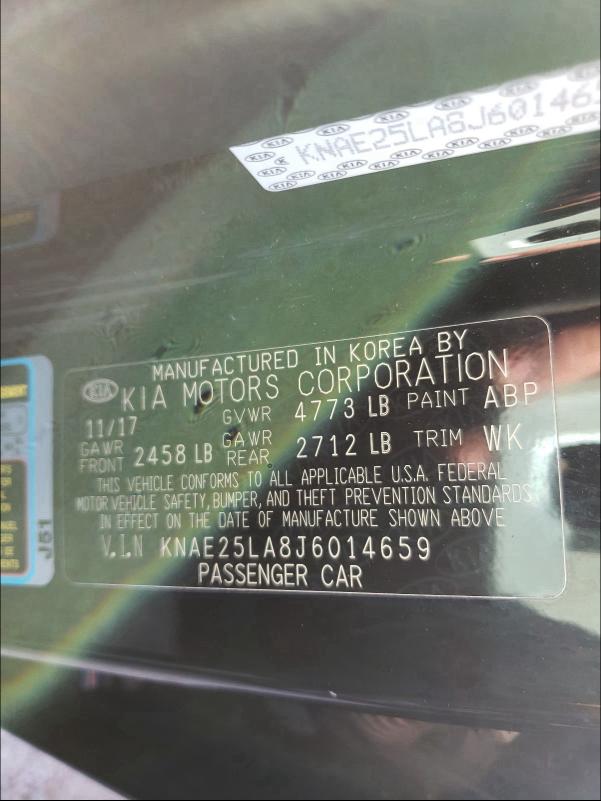 KNAE25LA8J601465
MANUFACTURED IN KOREA BY
KIA KIA MOTORS CORPORATION
11/17 GVWR 4773 LB PAINT ABP
GAWR FRONT 2458 LB GAWR REAR 2712 LB TRIM WK
THIS VEHICLE CONFORMS TO ALL APPLICABLE U.S.A. FEDERAL
MOTOR VEHICLE SAFETY, BUMPER, AND THEFT PREVENTION STANDARDS
IN EFFECT ON THE DATE OF MANUFACTURE SHOWN ABOVE
V.I.N KNAE25LA8J6014659
PASSENGER CAR
J51